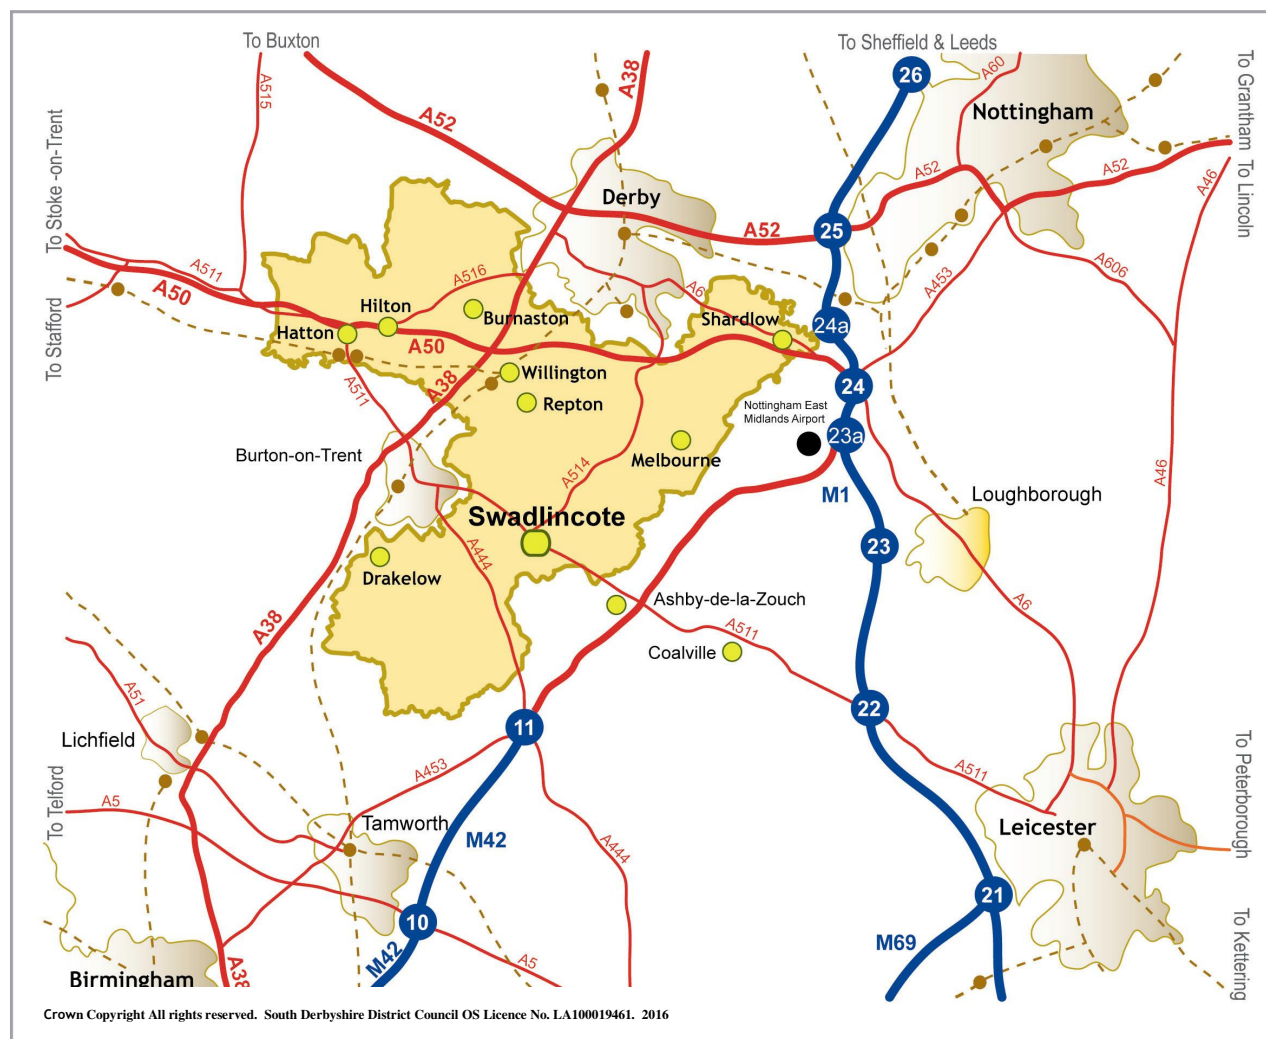 To Buxton
To Sheffield & Leeds
To Grantham
To Lincoln
To Stoke -on-Trent
To Stafford
A515
A52
A38
26
A60
Nottingham
A52
A52
A46
Derby
25
A52
A606
A453
A511
A50
A516
A6
Hilton
Burnaston
Shardlow
24a
Hatton
A50
A38
Willington
24
A511
Repton
Nottingham East
Midlands Airport
23a
Burton-on-Trent
Melbourne
A514
M1
A46
Loughborough
Swadlincote
23
A444
Drakelow
Ashby-de-la-Zouch
A6
A38
A511
Coalville
A51
22
11
Lichfield
To Telford
A5
A453
A511
To Peterborough
Tamworth
M42
A444
Leicester
21
10
M42
A5
M69
To Kettering
Birmingham
A38
Crown Copyright All rights reserved.  South Derbyshire District Council OS Licence No. LA100019461.  2016